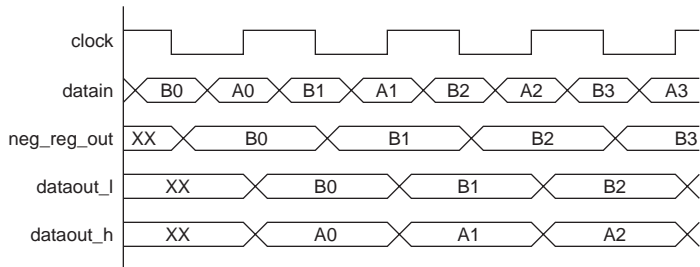 clock
datain B0 A0 B1 A1 B2 A2 B3 A3
neg_reg_out XX B0 B1 B2 B3
dataout_l XX B0 B1 B2
dataout_h XX A0 A1 A2